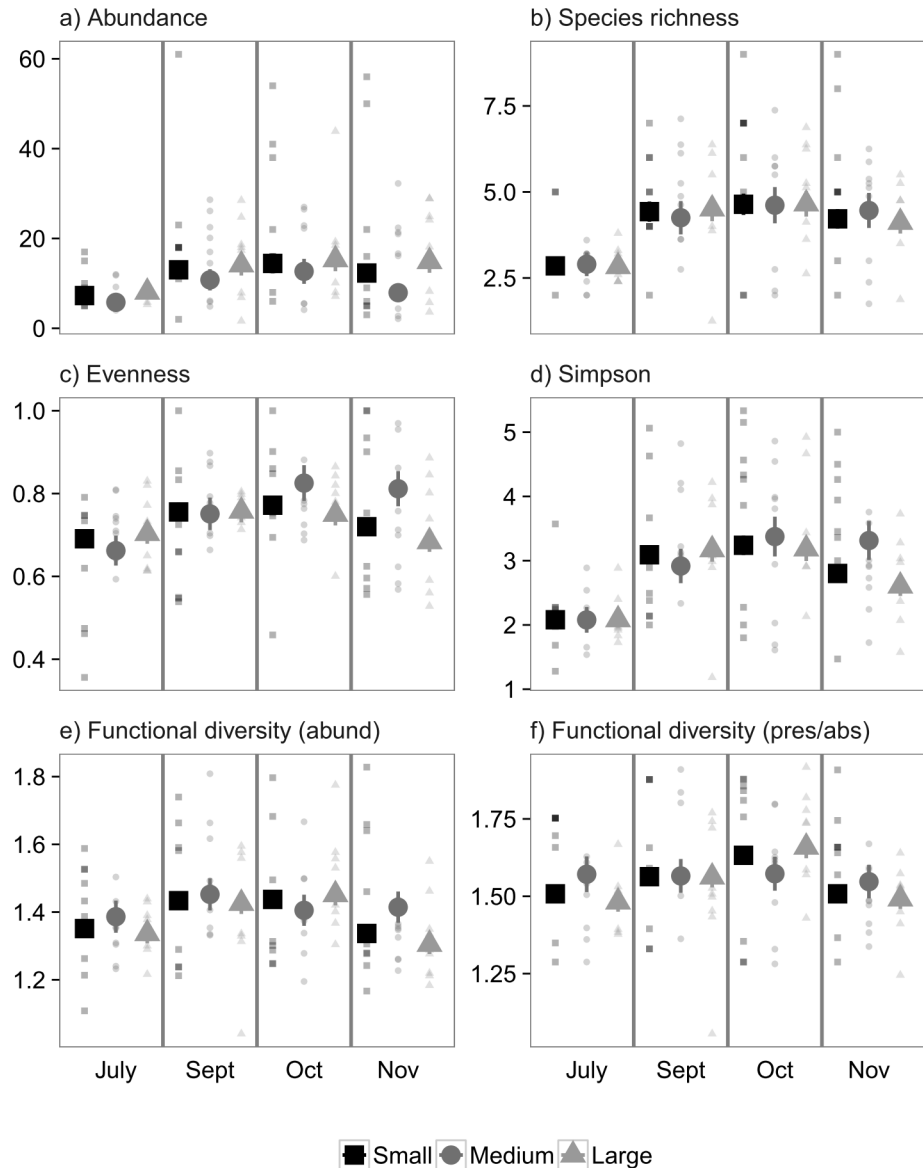 a) Abundance
b) Species richness
60
40
20
0
7.5
5.0
2.5
c) Evenness
d) Simpson
1.0
0.8
0.6
0.4
5
4
3
2
1
e) Functional diversity (abund)
f) Functional diversity (pres/abs)
1.8
1.6
1.4
1.2
1.75
1.50
1.25
July Sept Oct Nov
July Sept Oct Nov
Small Medium Large